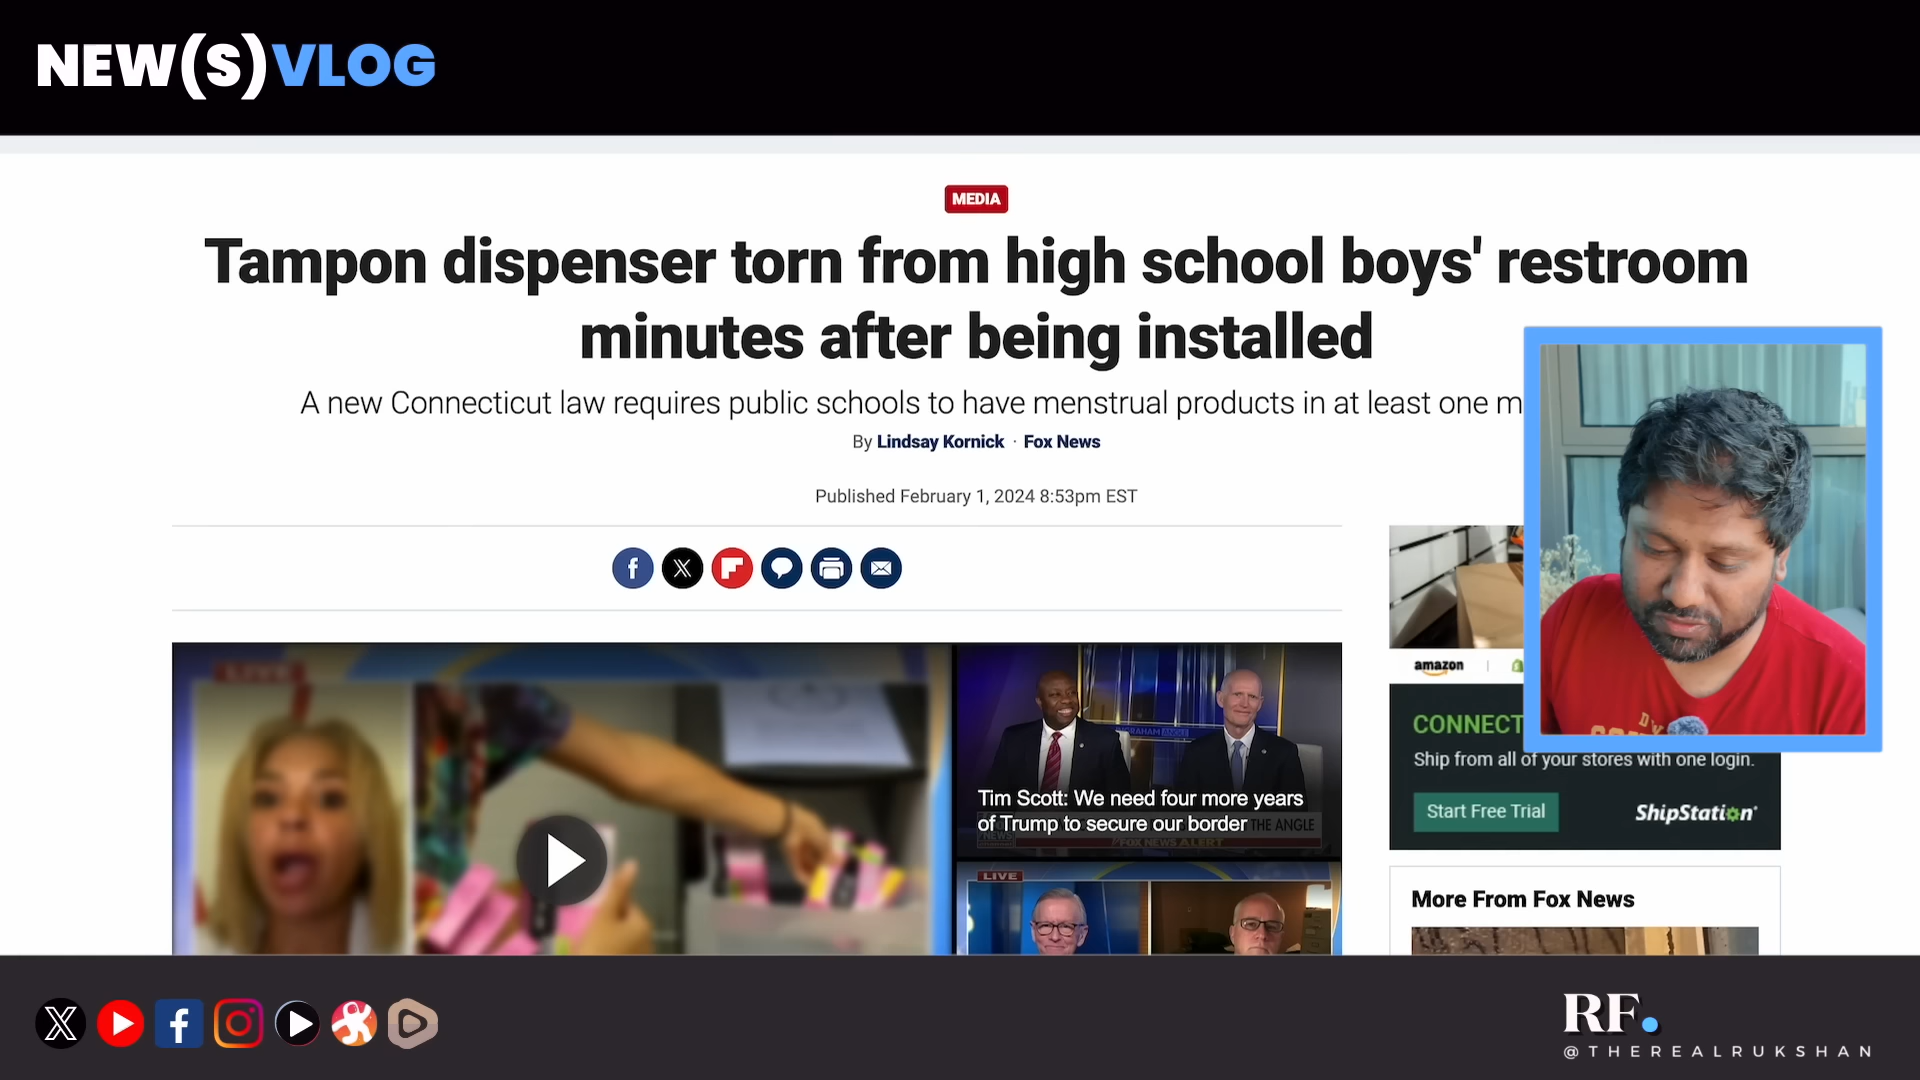 NEW(S)VLOG
MEDIA
Tampon dispenser torn from high school boys' restroom
minutes after being installed
A new Connecticut law requires public schools to have menstrual products in at least one m
By Lindsay Kornick · Fox News
Published February 1, 2024 8:53pm EST
LIVE
Tim Scott: We need four more years
of Trump to secure our border
THE ANGLE
FOX NEWS ALERT
LIVE
amazon
CONNECT
Ship from all of your stores with one login.
Start Free Trial
ShipStation
More From Fox News
RF.
@THEREALRUKSHAN